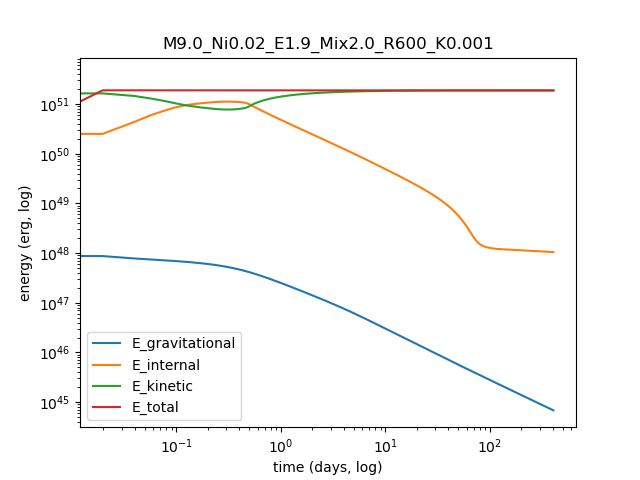 M9.0_Ni0.02_E1.9_Mix2.0_R600_K0.001
energy (erg, log)
10^51
10^50
10^49
10^48
10^47
10^46
10^45
E_gravitational
E_internal
E_kinetic
E_total
10^−1
10^0
10^1
10^2
time (days, log)